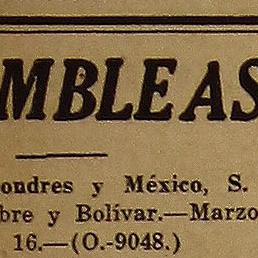 MBLEAS
ondres y México, S.
bre y Bolívar.—Marzo
16.—(O.-9048.)